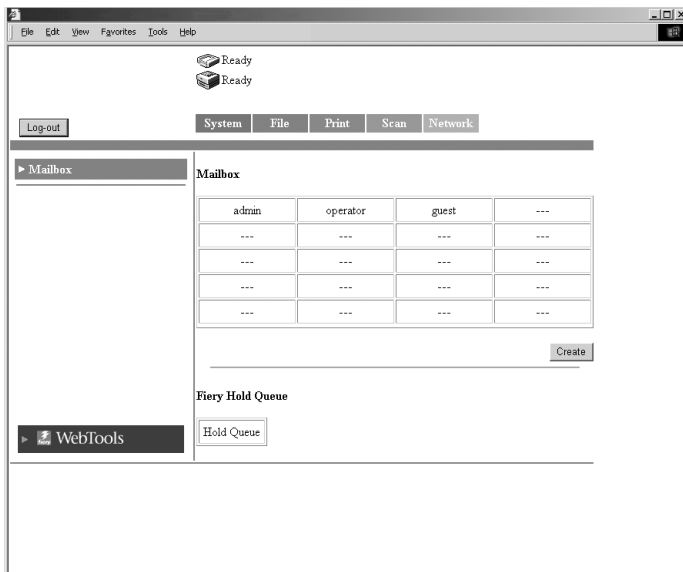 File Edit View Favorites Tools Help
Ready
Ready
Log-out
System File Print Scan Network
Mailbox
Mailbox
admin operator guest ---
--- --- --- ---
--- --- --- ---
--- --- --- ---
--- --- --- ---
Create
Fiery Hold Queue
Hold Queue
WebTools